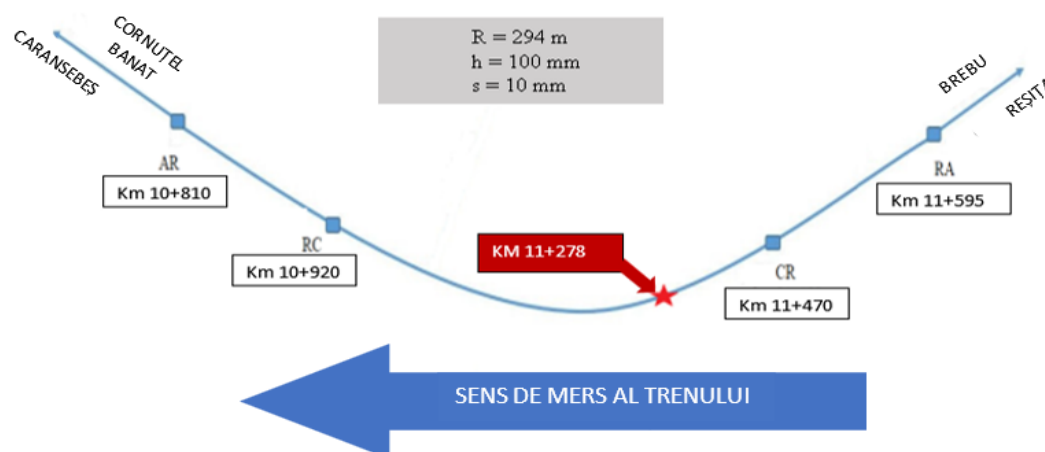 R = 294 m
h = 100 mm
s = 10 mm
CORNUȚEL
BANAT
CARANSEBEȘ
BREBU
REȘIȚA
AR
Km 10+810
RC
Km 10+920
KM 11+278
RA
Km 11+595
CR
Km 11+470
SENS DE MERS AL TRENULUI